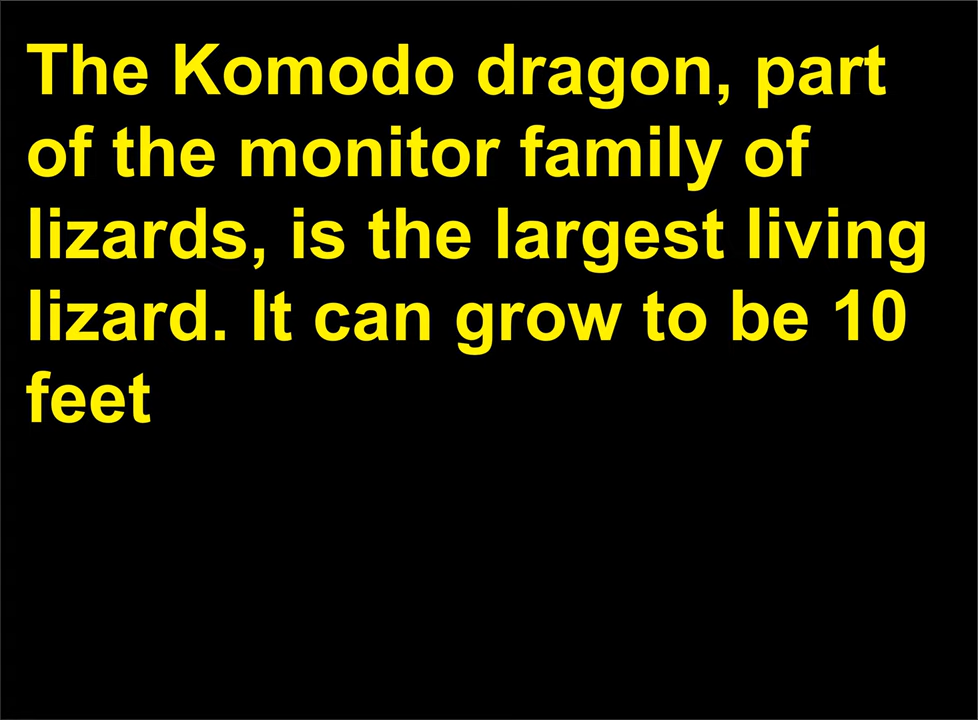 The Komodo dragon, part
of the monitor family of
lizards, is the largest living
lizard. It can grow to be 10
feet